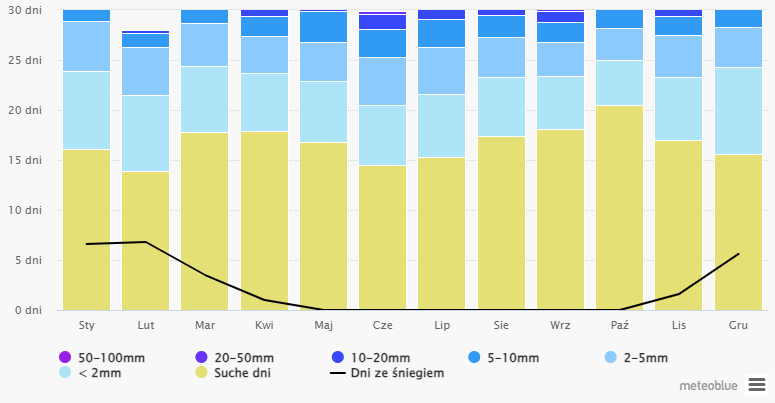 30 dni
25 dni
20 dni
15 dni
10 dni
5 dni
0 dni
Sty Lut Mar Kwi Maj Cze Lip Sie Wrz Paź Lis Gru
50–100mm 20–50mm 10–20mm 5–10mm 2–5mm
< 2mm Suche dni Dni ze śniegiem
meteoblue